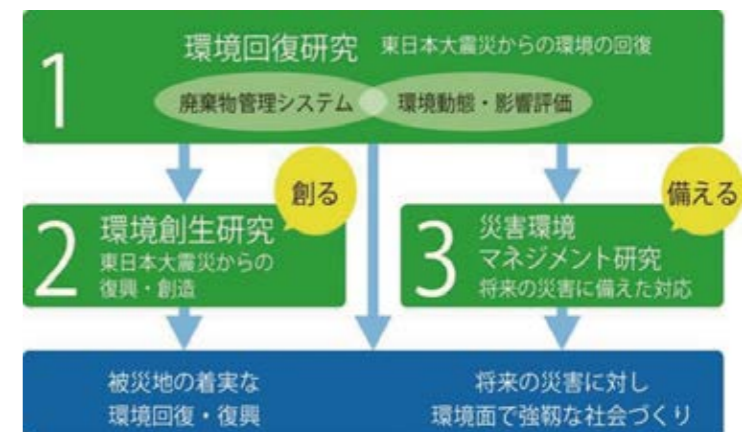 1
環境回復研究 東日本大震災からの環境の回復
廃棄物管理システム 環境動態・影響評価
創る
2
環境創生研究
東日本大震災からの
復興・創造
備える
3
災害環境
マネジメント研究
将来の災害に備えた対応
被災地の着実な
環境回復・復興
将来の災害に対し
環境面で強靱な社会づくり